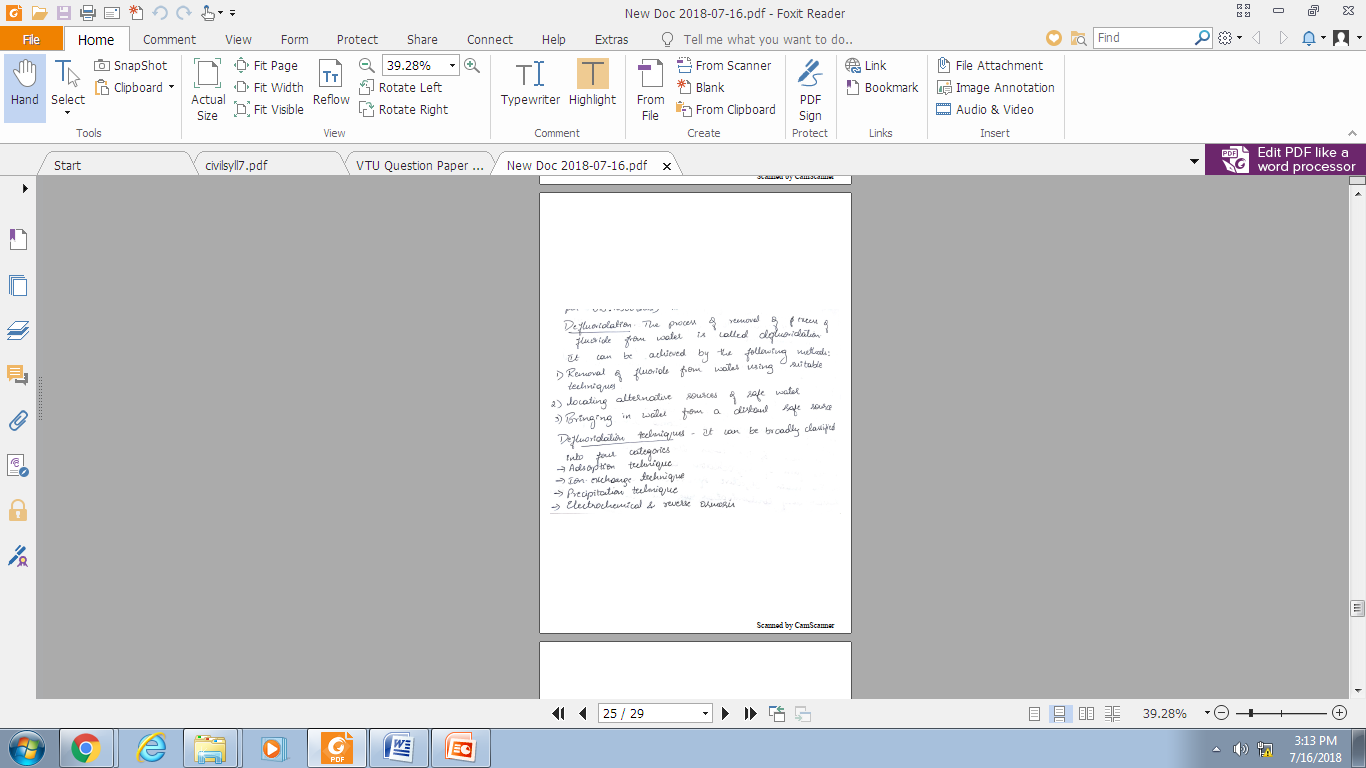 New Doc 2018-07-16.pdf - Foxit Reader
File Home Comment View Form Protect Share Connect Help Extras Tell me what you want to do.. Find
Hand
Select
SnapShot
Clipboard
Tools
Actual Size
Fit Page
Fit Width
Fit Visible
Reflow
39.28%
Rotate Left
Rotate Right
View
Typewriter
Highlight
Comment
From File
From Scanner
Blank
From Clipboard
Create
PDF Sign
Protect
Link
Bookmark
Links
File Attachment
Image Annotation
Audio & Video
Insert
Start
civilsyll7.pdf
VTU Question Paper ...
New Doc 2018-07-16.pdf
Edit PDF like a
word processor
Scanned by CamScanner
Defluoridation - The process of removal of excess of
fluoride from water is called defluoridation
It can be achieved by the following methods:
1) Removal of fluoride from water using suitable
techniques
2) locating alternative sources of safe water
3) Bringing in water from a distant safe source
Defluoridation techniques - It can be broadly classified
into four categories
→ Adsorption technique
→ Ion-exchange technique
→ Precipitation technique
→ Electrochemical & reverse osmosis
Scanned by CamScanner
25 / 29
39.28%
3:13 PM
7/16/2018